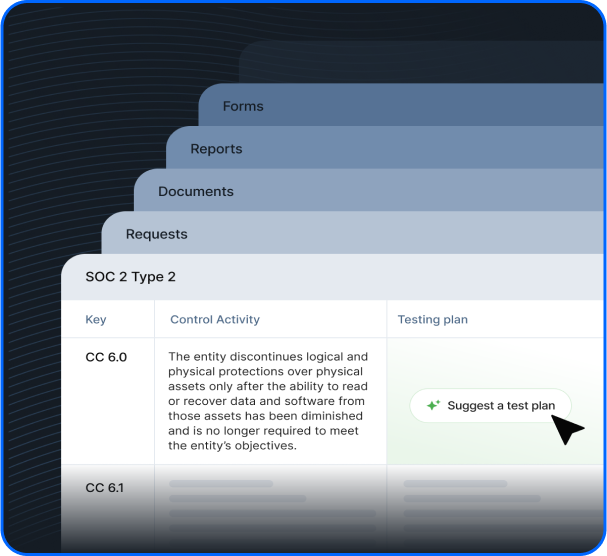 Forms
Reports
Documents
Requests
SOC 2 Type 2
Key
Control Activity
Testing plan
CC 6.0
The entity discontinues logical and
physical protections over physical
assets only after the ability to read
or recover data and software from
those assets has been diminished
and is no longer required to meet
the entity’s objectives.
Suggest a test plan
CC 6.1